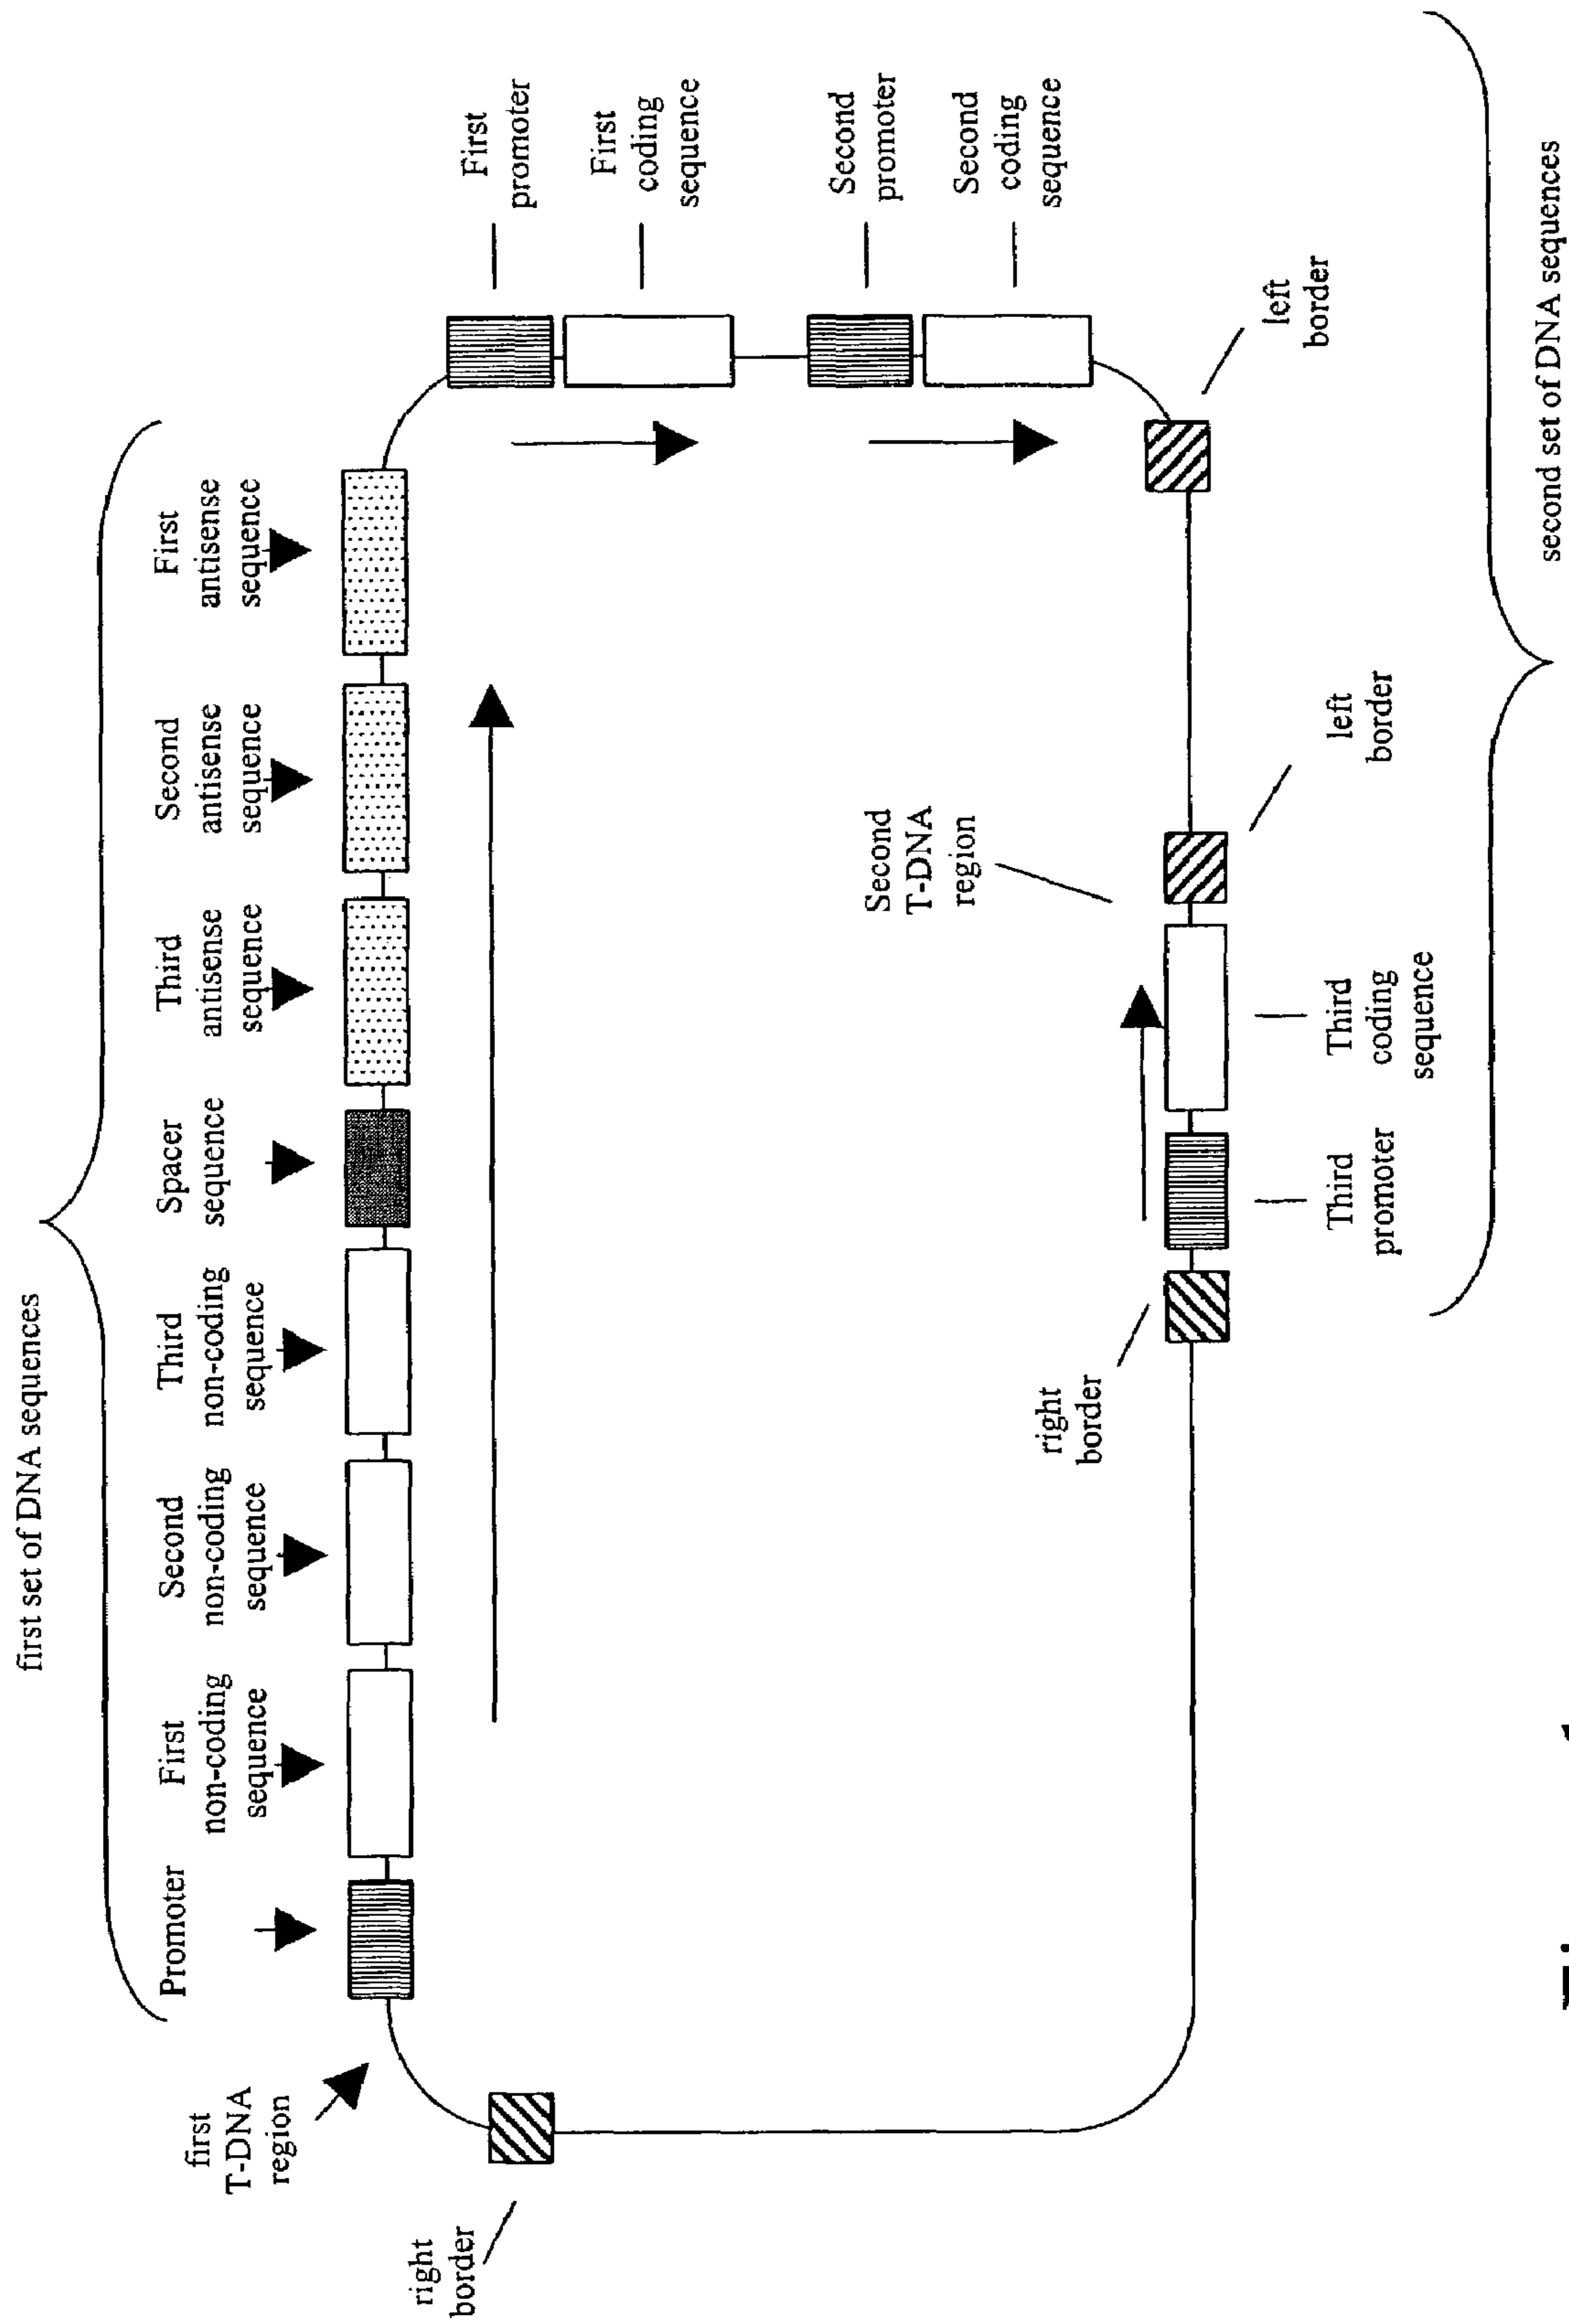 first set of DNA sequences
Promoter
First
non-coding
sequence
Second
non-coding
sequence
Third
non-coding
sequence
Spacer
sequence
Third
antisense
sequence
Second
antisense
sequence
First
antisense
sequence
first
T-DNA
region
right
border
First
promoter
First
coding
sequence
Second
promoter
Second
coding
sequence
left
border
Second
T-DNA
region
right
border
Third
promoter
Third
coding
sequence
left
border
second set of DNA sequences